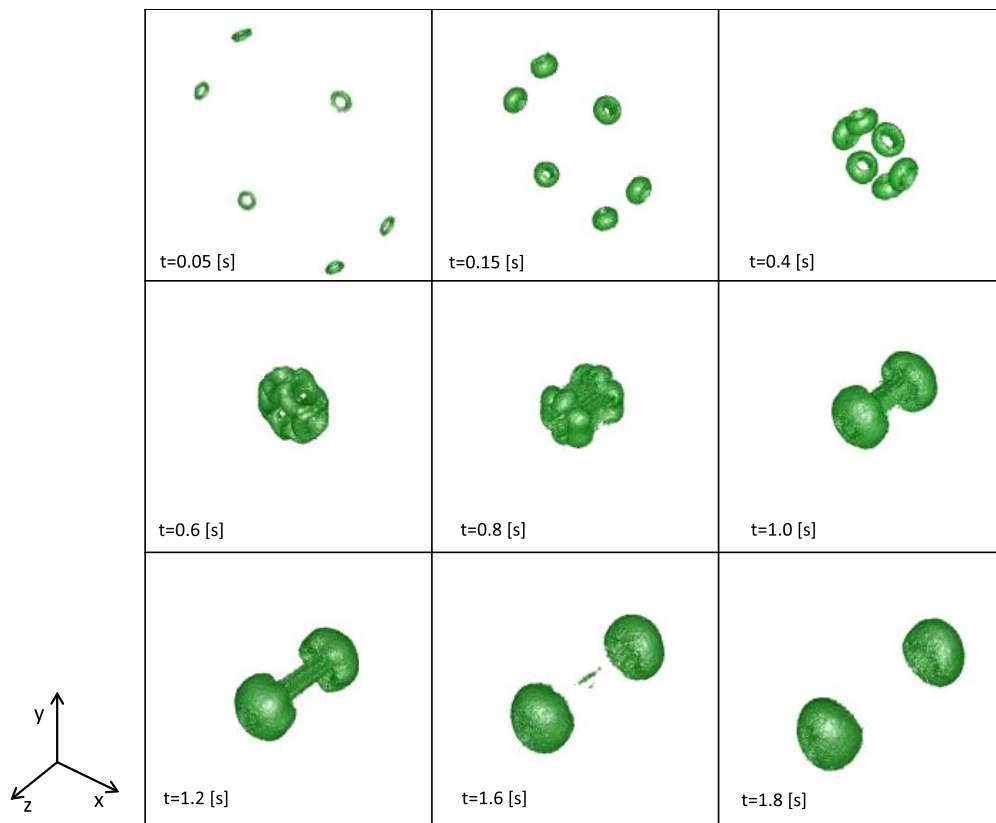 t=0.05 [s]
t=0.15 [s]
t=0.4 [s]
t=0.6 [s]
t=0.8 [s]
t=1.0 [s]
y
z
x
t=1.2 [s]
t=1.6 [s]
t=1.8 [s]